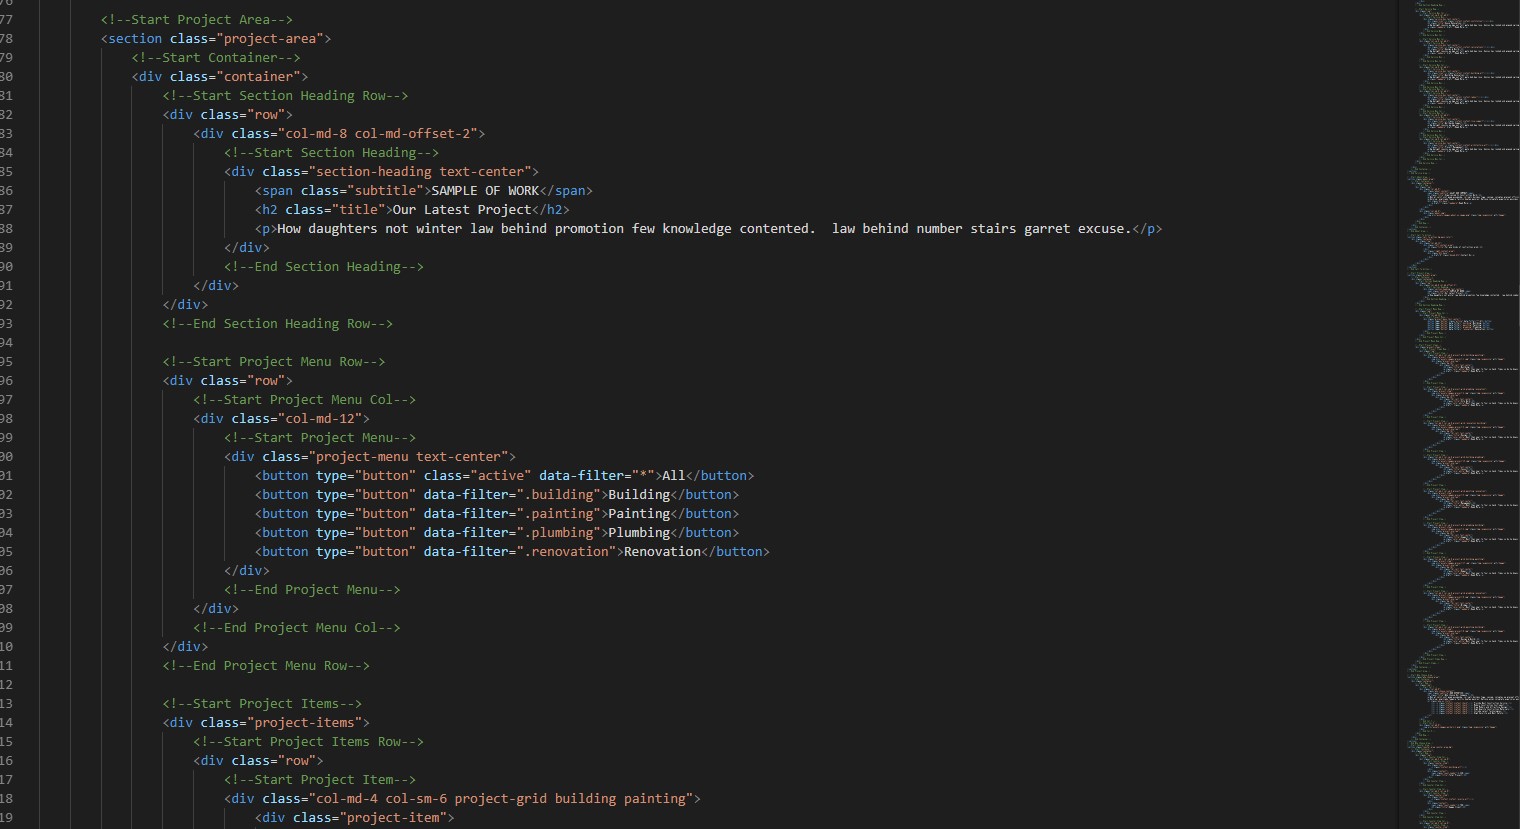 77 <!--Start Project Area-->
78 <section class="project-area">
79 <!--Start Container-->
80 <div class="container">
81 <!--Start Section Heading Row-->
82 <div class="row">
83 <div class="col-md-8 col-md-offset-2">
84 <!--Start Section Heading-->
85 <div class="section-heading text-center">
86 <span class="subtitle">SAMPLE OF WORK</span>
87 <h2 class="title">Our Latest Project</h2>
88 <p>How daughters not winter law behind promotion few knowledge contented.  law behind number stairs garret excuse.</p>
89 </div>
90 <!--End Section Heading-->
91 </div>
92 </div>
93 <!--End Section Heading Row-->
94
95 <!--Start Project Menu Row-->
96 <div class="row">
97 <!--Start Project Menu Col-->
98 <div class="col-md-12">
99 <!--Start Project Menu-->
00 <div class="project-menu text-center">
01 <button type="button" class="active" data-filter="*">All</button>
02 <button type="button" data-filter=".building">Building</button>
03 <button type="button" data-filter=".painting">Painting</button>
04 <button type="button" data-filter=".plumbing">Plumbing</button>
05 <button type="button" data-filter=".renovation">Renovation</button>
06 </div>
07 <!--End Project Menu-->
08 </div>
09 <!--End Project Menu Col-->
10 </div>
11 <!--End Project Menu Row-->
12
13 <!--Start Project Items-->
14 <div class="project-items">
15 <!--Start Project Items Row-->
16 <div class="row">
17 <!--Start Project Item-->
18 <div class="col-md-4 col-sm-6 project-grid building painting">
19 <div class="project-item">